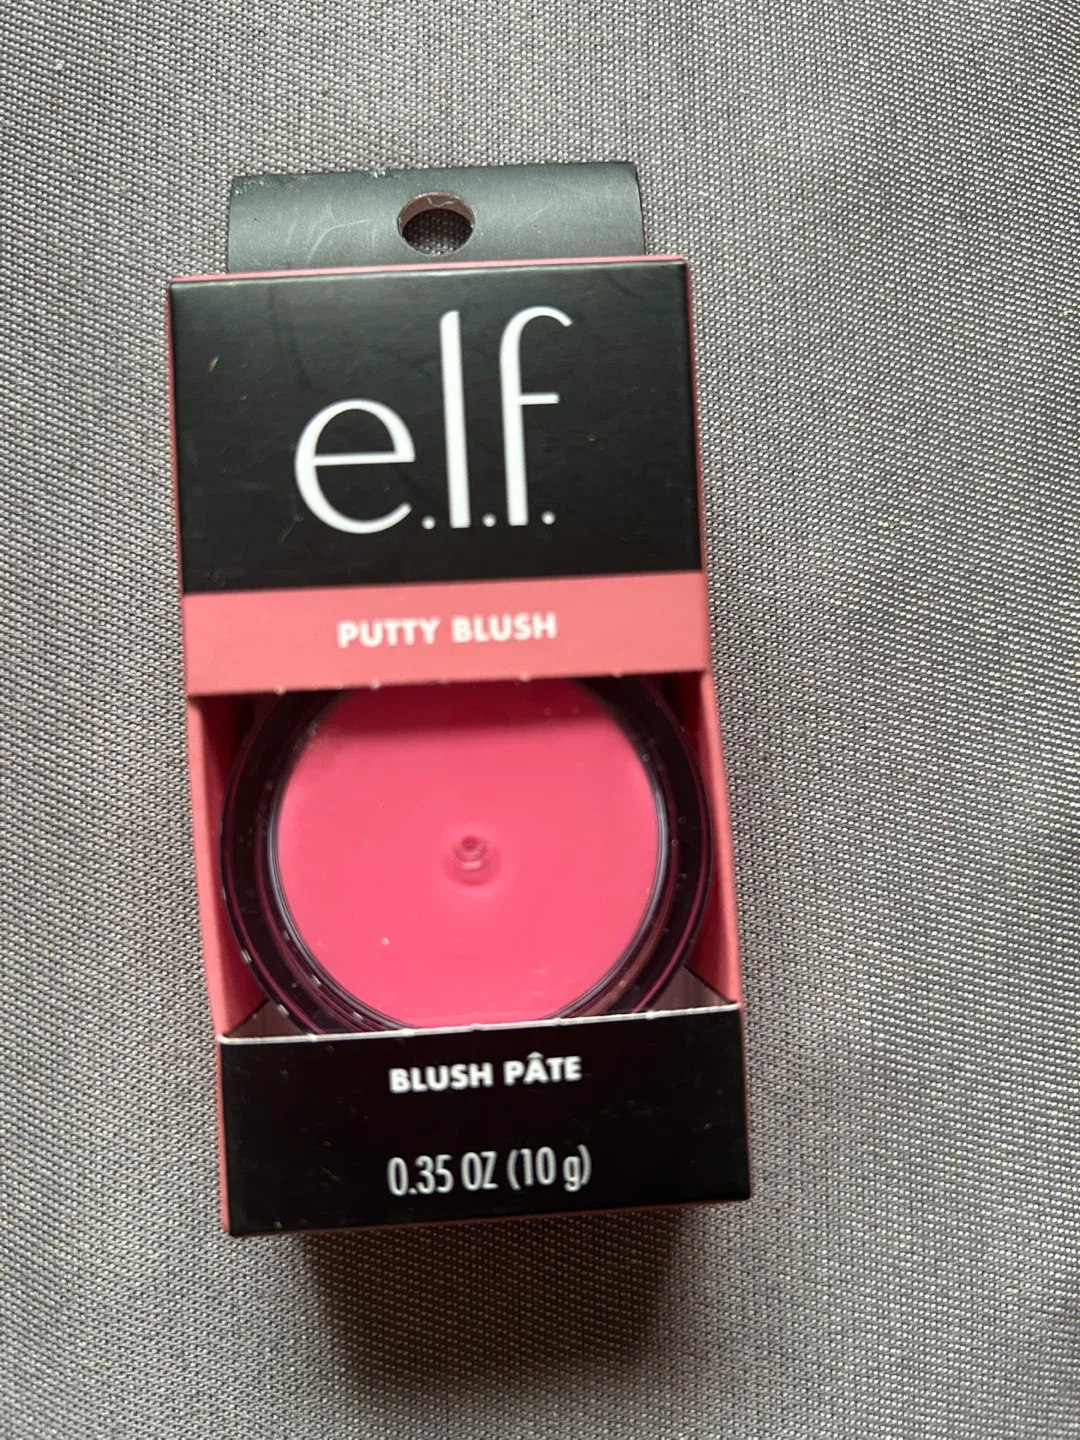 e.l.f.
PUTTY BLUSH
BLUSH PÂTE
0.35 OZ (10 g)